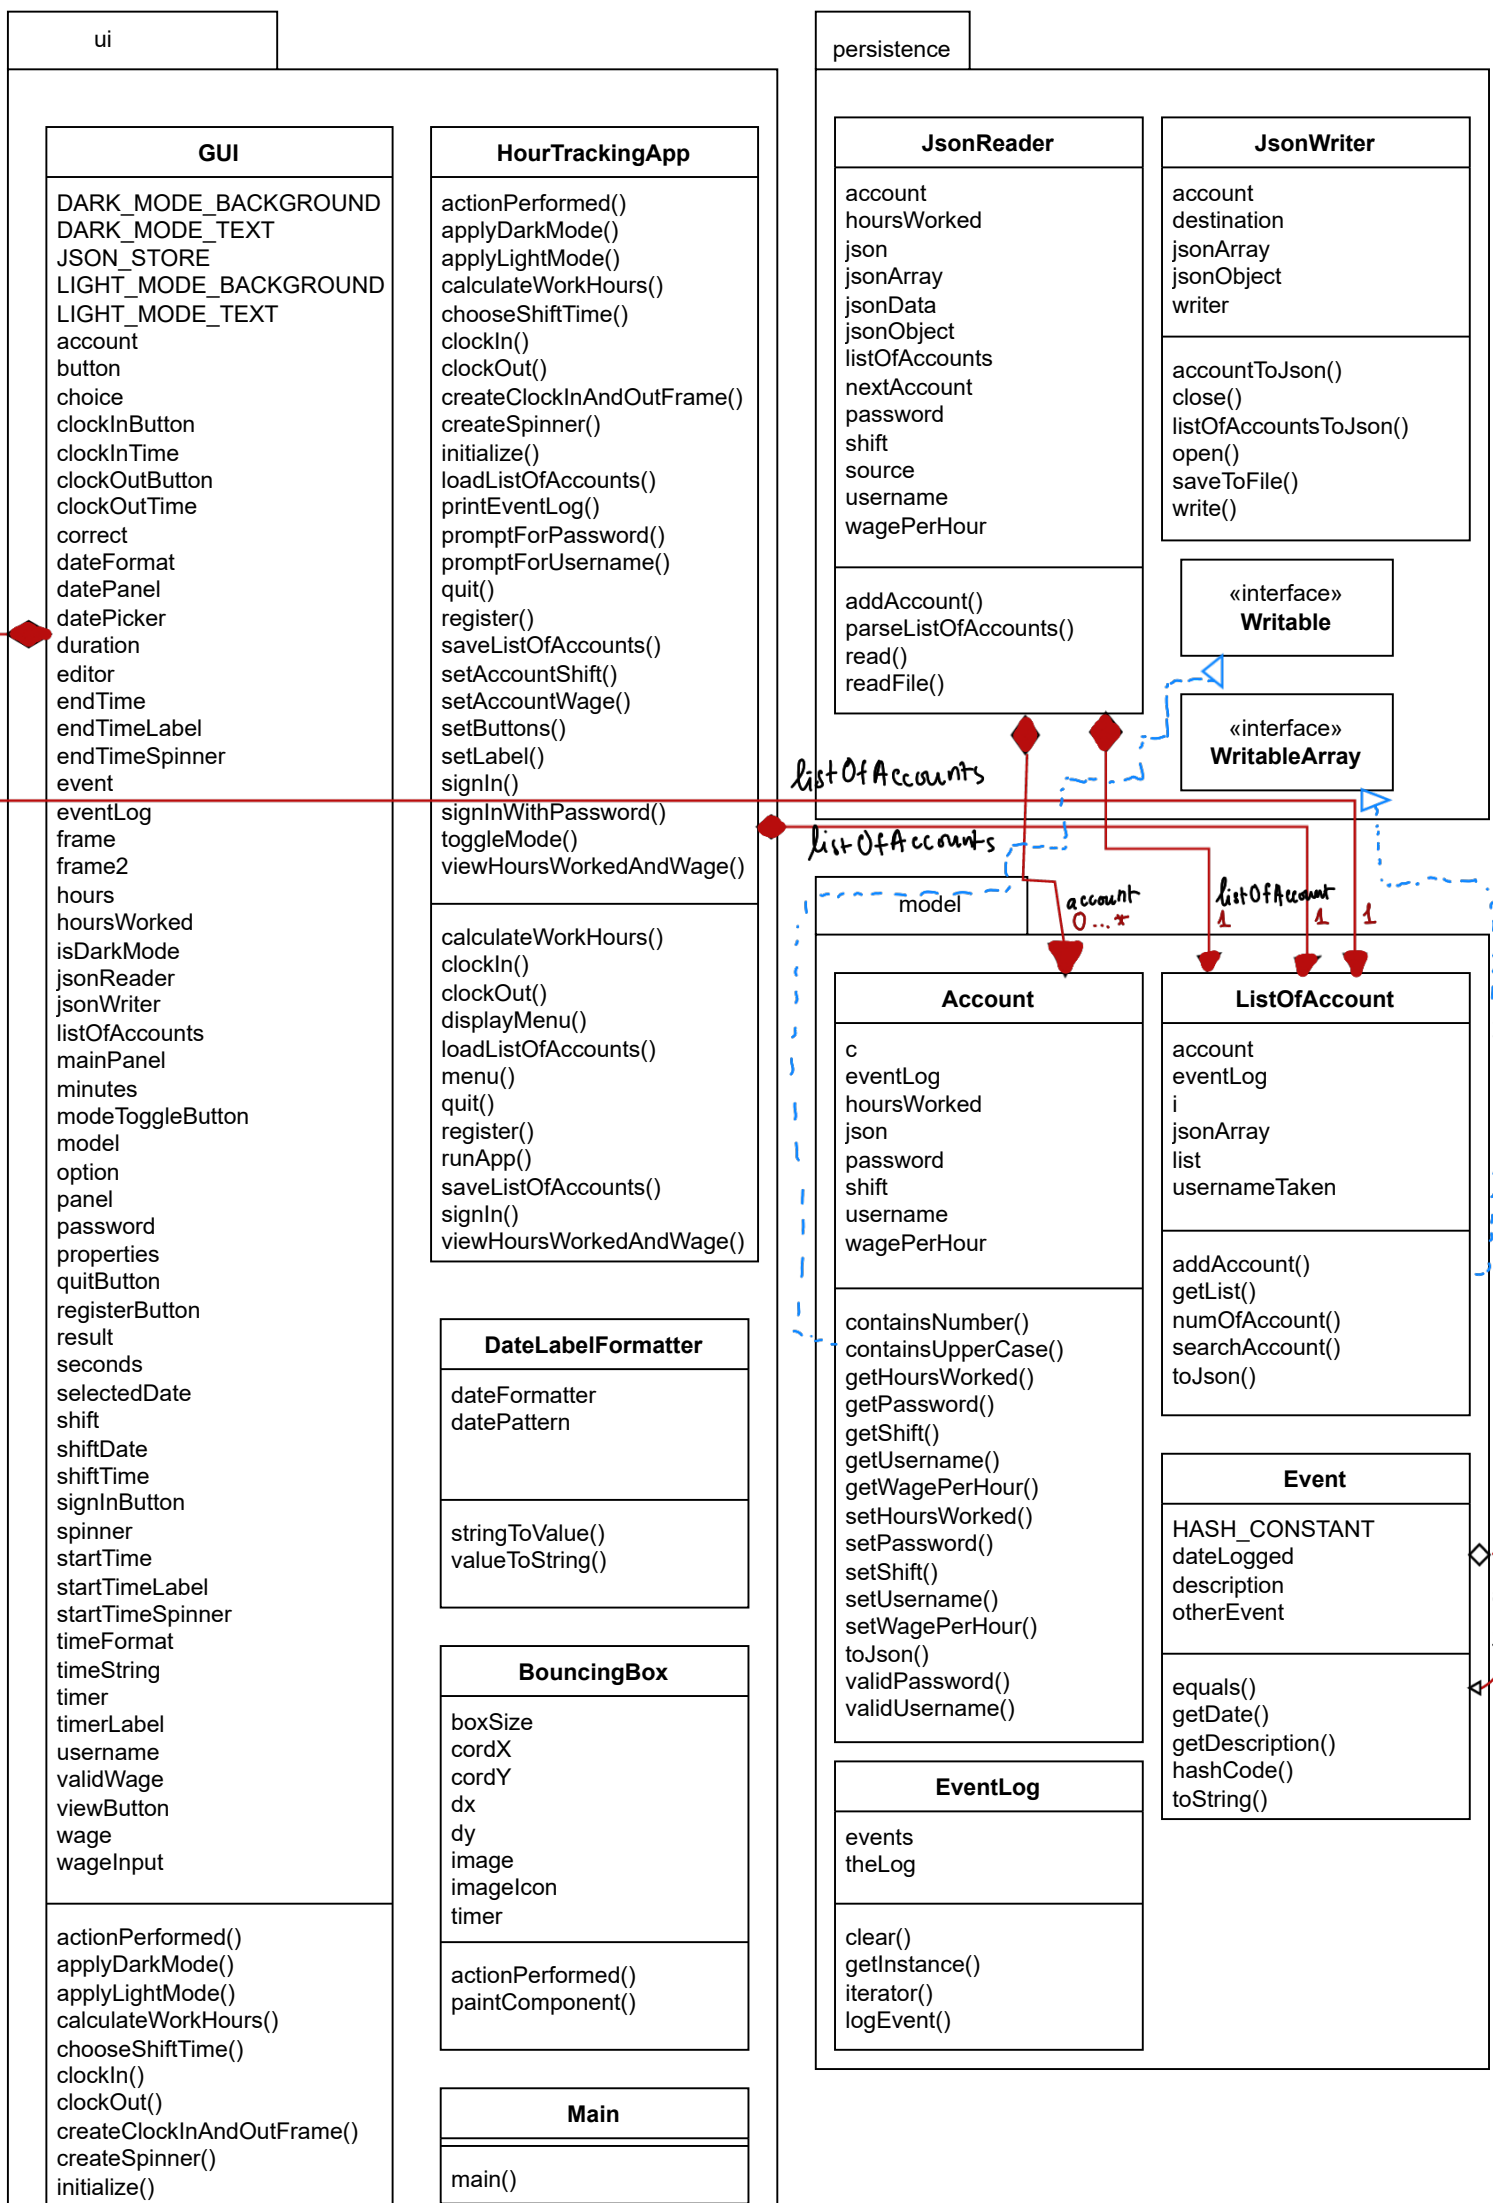 ui
GUI
DARK_MODE_BACKGROUND
DARK_MODE_TEXT
JSON_STORE
LIGHT_MODE_BACKGROUND
LIGHT_MODE_TEXT
account
button
choice
clockInButton
clockInTime
clockOutButton
clockOutTime
correct
dateFormat
datePanel
datePicker
duration
editor
endTime
endTimeLabel
endTimeSpinner
event
eventLog
frame
frame2
hours
hoursWorked
isDarkMode
jsonReader
jsonWriter
listOfAccounts
mainPanel
minutes
modeToggleButton
model
option
panel
password
properties
quitButton
registerButton
result
seconds
selectedDate
shift
shiftDate
shiftTime
signInButton
spinner
startTime
startTimeLabel
startTimeSpinner
timeFormat
timeString
timer
timerLabel
username
validWage
viewButton
wage
wageInput
actionPerformed()
applyDarkMode()
applyLightMode()
calculateWorkHours()
chooseShiftTime()
clockIn()
clockOut()
createClockInAndOutFrame()
createSpinner()
initialize()
HourTrackingApp
actionPerformed()
applyDarkMode()
applyLightMode()
calculateWorkHours()
chooseShiftTime()
clockIn()
clockOut()
createClockInAndOutFrame()
createSpinner()
initialize()
loadListOfAccounts()
printEventLog()
promptForPassword()
promptForUsername()
quit()
register()
saveListOfAccounts()
setAccountShift()
setAccountWage()
setButtons()
setLabel()
signIn()
signInWithPassword()
toggleMode()
viewHoursWorkedAndWage()
calculateWorkHours()
clockIn()
clockOut()
displayMenu()
loadListOfAccounts()
menu()
quit()
register()
runApp()
saveListOfAccounts()
signIn()
viewHoursWorkedAndWage()
DateLabelFormatter
dateFormatter
datePattern
stringToValue()
valueToString()
BouncingBox
boxSize
cordX
cordY
dx
dy
image
imageIcon
timer
actionPerformed()
paintComponent()
Main
main()
persistence
JsonReader
account
hoursWorked
json
jsonArray
jsonData
jsonObject
listOfAccounts
nextAccount
password
shift
source
username
wagePerHour
addAccount()
parseListOfAccounts()
read()
readFile()
JsonWriter
account
destination
jsonArray
jsonObject
writer
accountToJson()
close()
listOfAccountsToJson()
open()
saveToFile()
write()
«interface»
Writable
«interface»
WritableArray
listOfAccounts
listOfAccounts
account
0...*
listOfAccount
1
1
1
model
Account
c
eventLog
hoursWorked
json
password
shift
username
wagePerHour
containsNumber()
containsUpperCase()
getHoursWorked()
getPassword()
getShift()
getUsername()
getWagePerHour()
setHoursWorked()
setPassword()
setShift()
setUsername()
setWagePerHour()
toJson()
validPassword()
validUsername()
ListOfAccount
account
eventLog
i
jsonArray
list
usernameTaken
addAccount()
getList()
numOfAccount()
searchAccount()
toJson()
Event
HASH_CONSTANT
dateLogged
description
otherEvent
equals()
getDate()
getDescription()
hashCode()
toString()
EventLog
events
theLog
clear()
getInstance()
iterator()
logEvent()